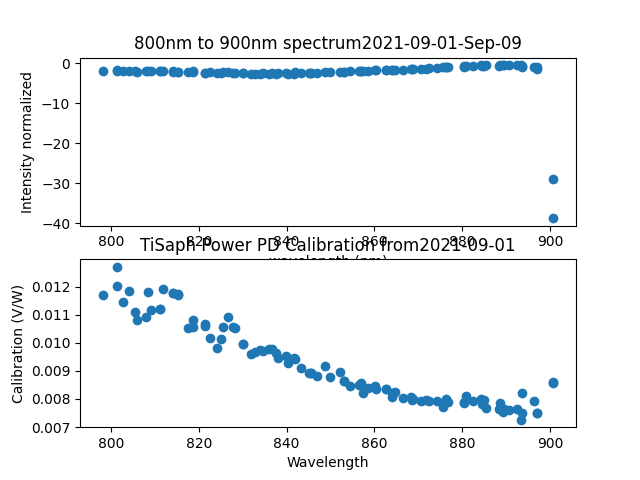 800nm to 900nm spectrum2021-09-01-Sep-09
Intensity normalized
0
−10
−20
−30
−40
800 820 840 860 880 900
wavelength (nm)
TiSaph Power PD Calibration from2021-09-01
Calibration (V/W)
0.012
0.011
0.010
0.009
0.008
0.007
800 820 840 860 880 900
Wavelength